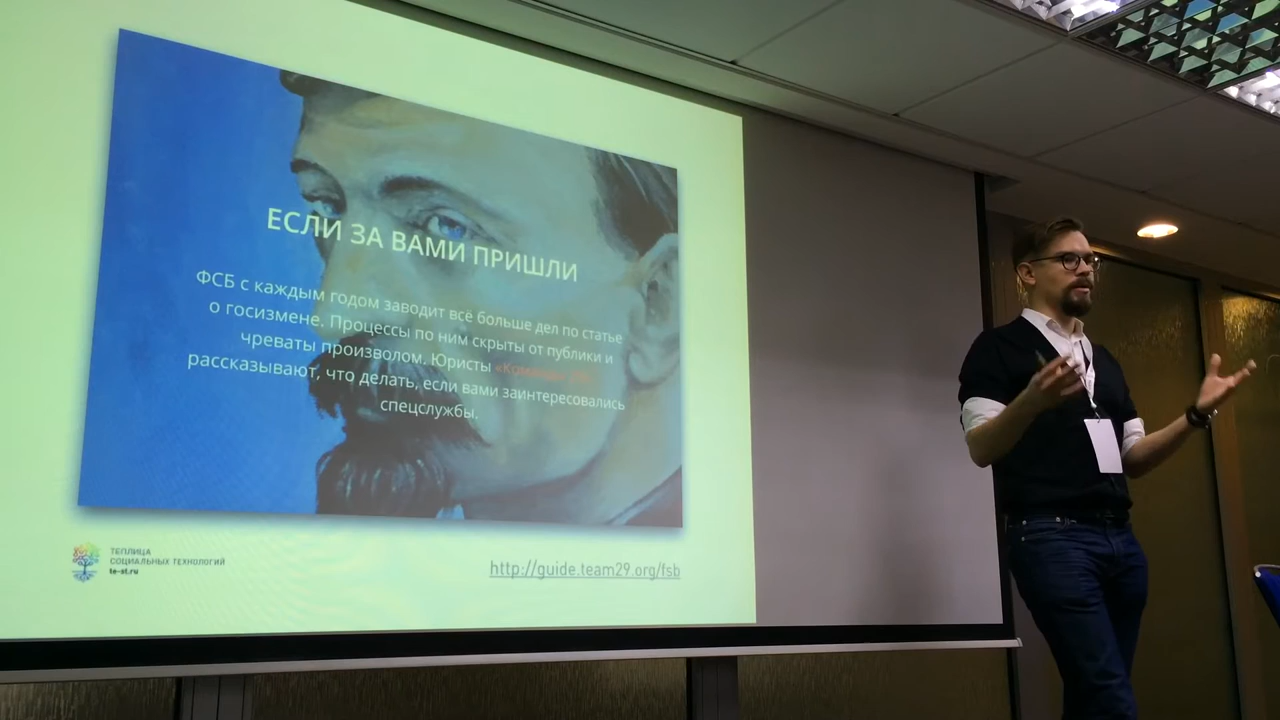 ЕСЛИ ЗА ВАМИ ПРИШЛИ
ФСБ с каждым годом заводит всё больше дел по статье
о госизмене. Процессы по ним скрыты от публики и
чреваты произволом. Юристы «Команды
рассказывают, что делать, если вами заинтересовались
спецслужбы.
ТЕПЛИЦА
СОЦИАЛЬНЫХ ТЕХНОЛОГИЙ
te-st.ru
http://guide.team29.org/fsb